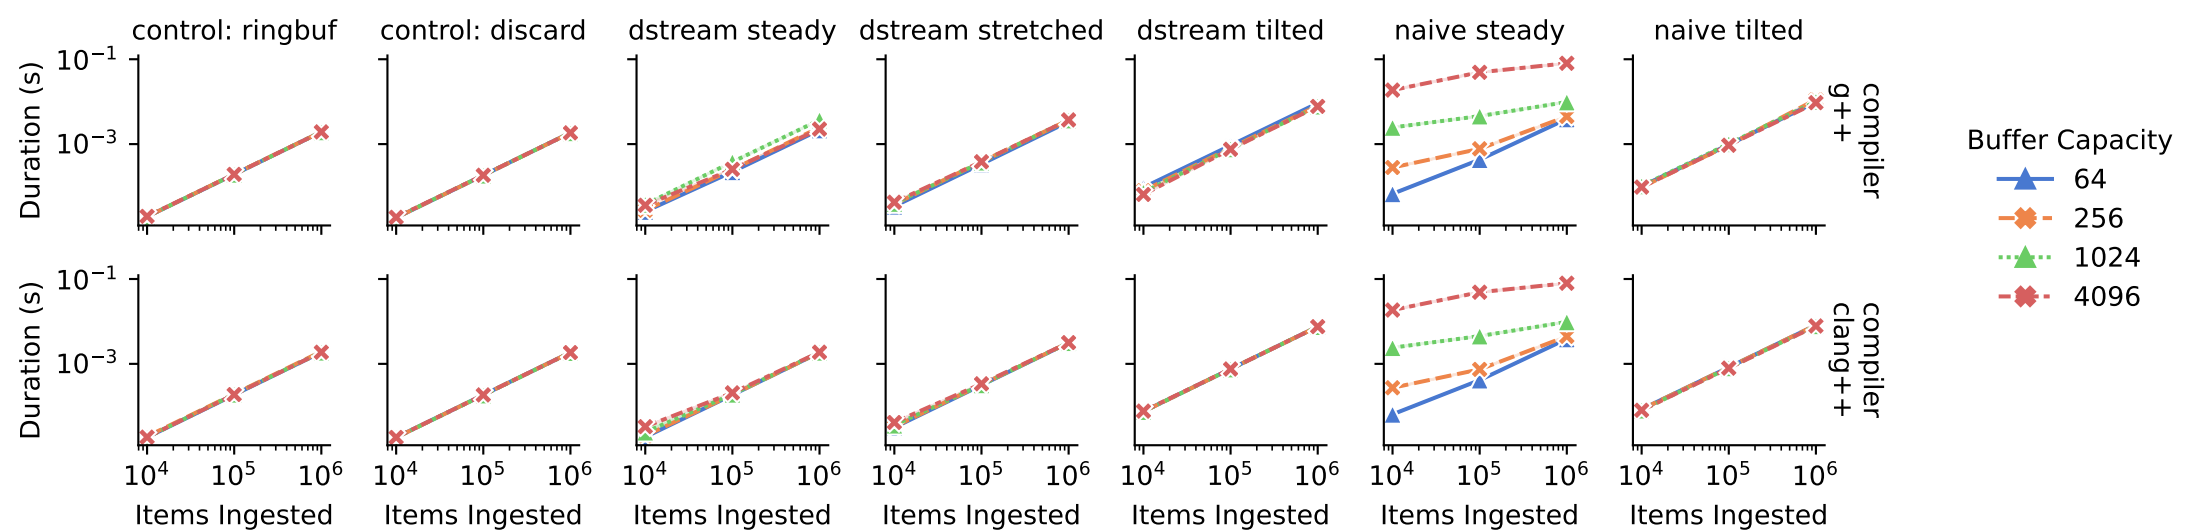 control: ringbuf
control: discard
dstream steady
dstream stretched
dstream tilted
naive steady
naive tilted
Duration (s)
10⁻¹
10⁻³
compiler
g++
Buffer Capacity
64
256
1024
4096
Duration (s)
10⁻¹
10⁻³
compiler
clang++
10⁴ 10⁵ 10⁶
10⁴ 10⁵ 10⁶
10⁴ 10⁵ 10⁶
10⁴ 10⁵ 10⁶
10⁴ 10⁵ 10⁶
10⁴ 10⁵ 10⁶
10⁴ 10⁵ 10⁶
Items Ingested
Items Ingested
Items Ingested
Items Ingested
Items Ingested
Items Ingested
Items Ingested